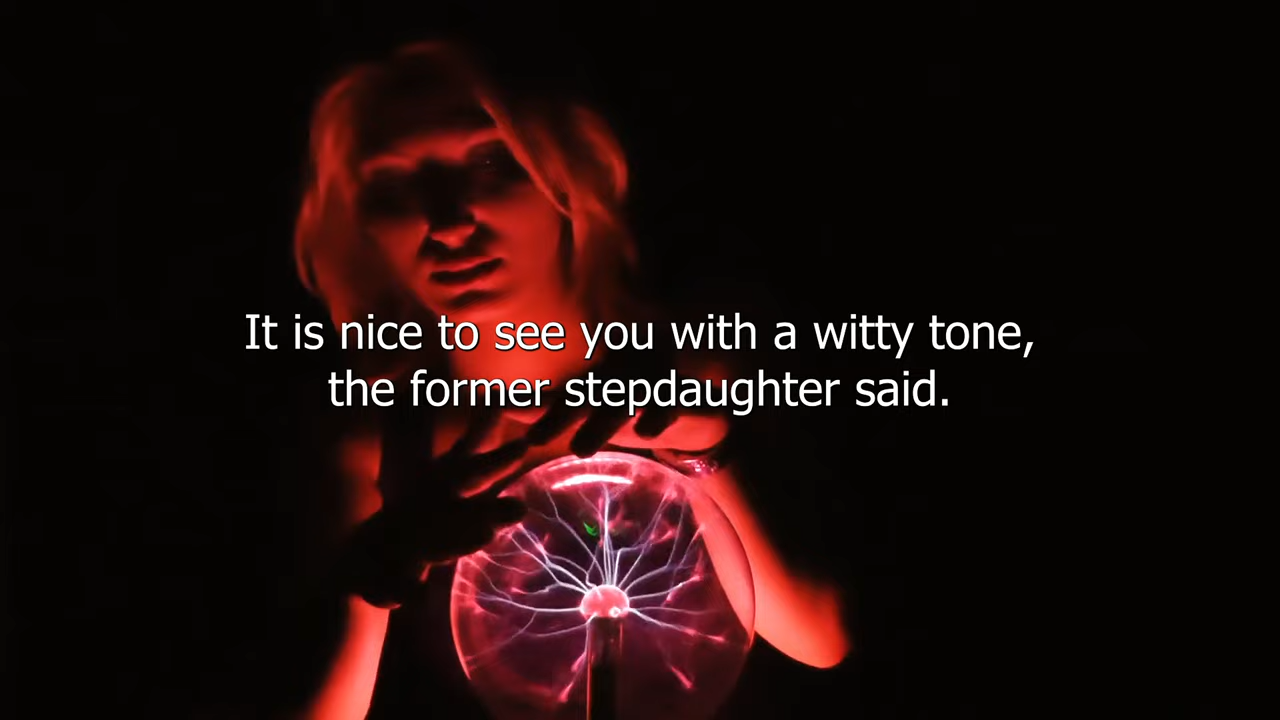 It is nice to see you with a witty tone,
the former stepdaughter said.